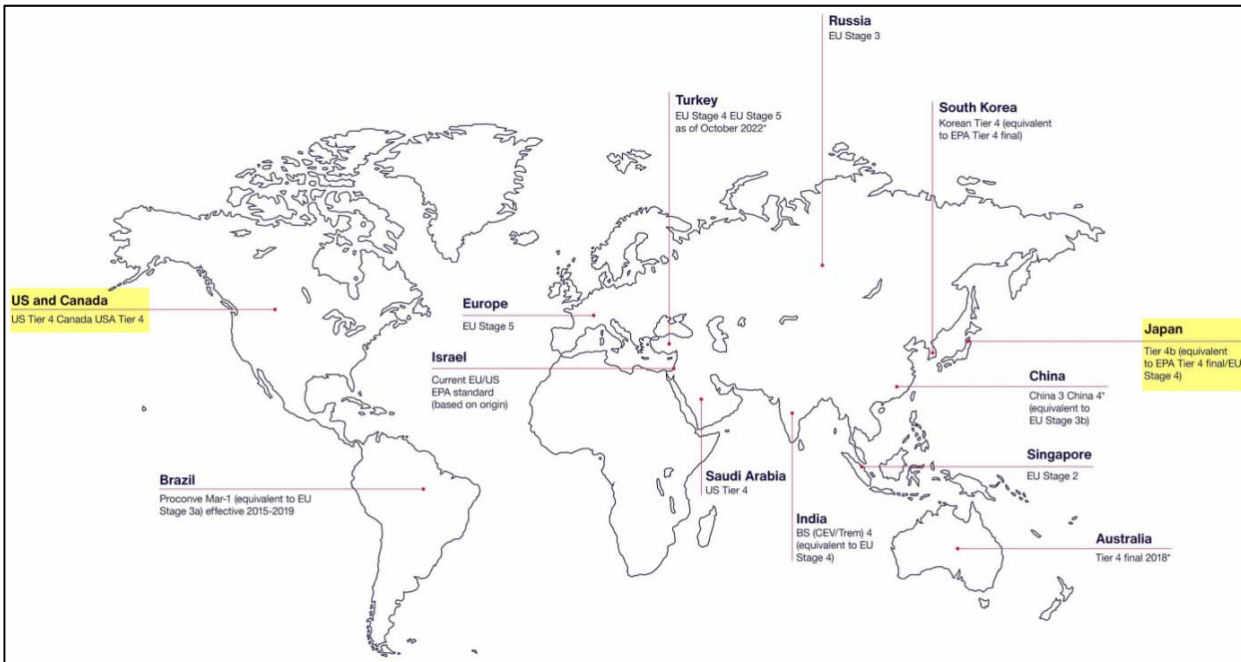 Russia
EU Stage 3
Turkey
EU Stage 4 EU Stage 5
as of October 2022*
South Korea
Korean Tier 4 (equivalent
to EPA Tier 4 final)
US and Canada
US Tier 4 Canada USA Tier 4
Europe
EU Stage 5
Israel
Current EU/US
EPA standard
(based on origin)
Japan
Tier 4b (equivalent
to EPA Tier 4 final/EU
Stage 4)
China
China 3 China 4*
(equivalent to
EU Stage 3b)
Singapore
EU Stage 2
Brazil
Proconve Mar-1 (equivalent to EU
Stage 3a) effective 2015-2019
Saudi Arabia
US Tier 4
India
BS (CEV/Trem) 4
(equivalent to EU
Stage 4)
Australia
Tier 4 final 2018*